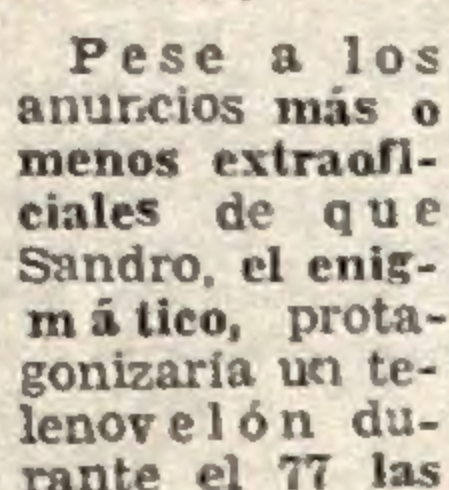 Pese a los
anuncios más o
menos extraofi-
ciales de que
Sandro, el enig-
mático, prota-
gonizaría un te-
lenovelón du-
rante el 77 las